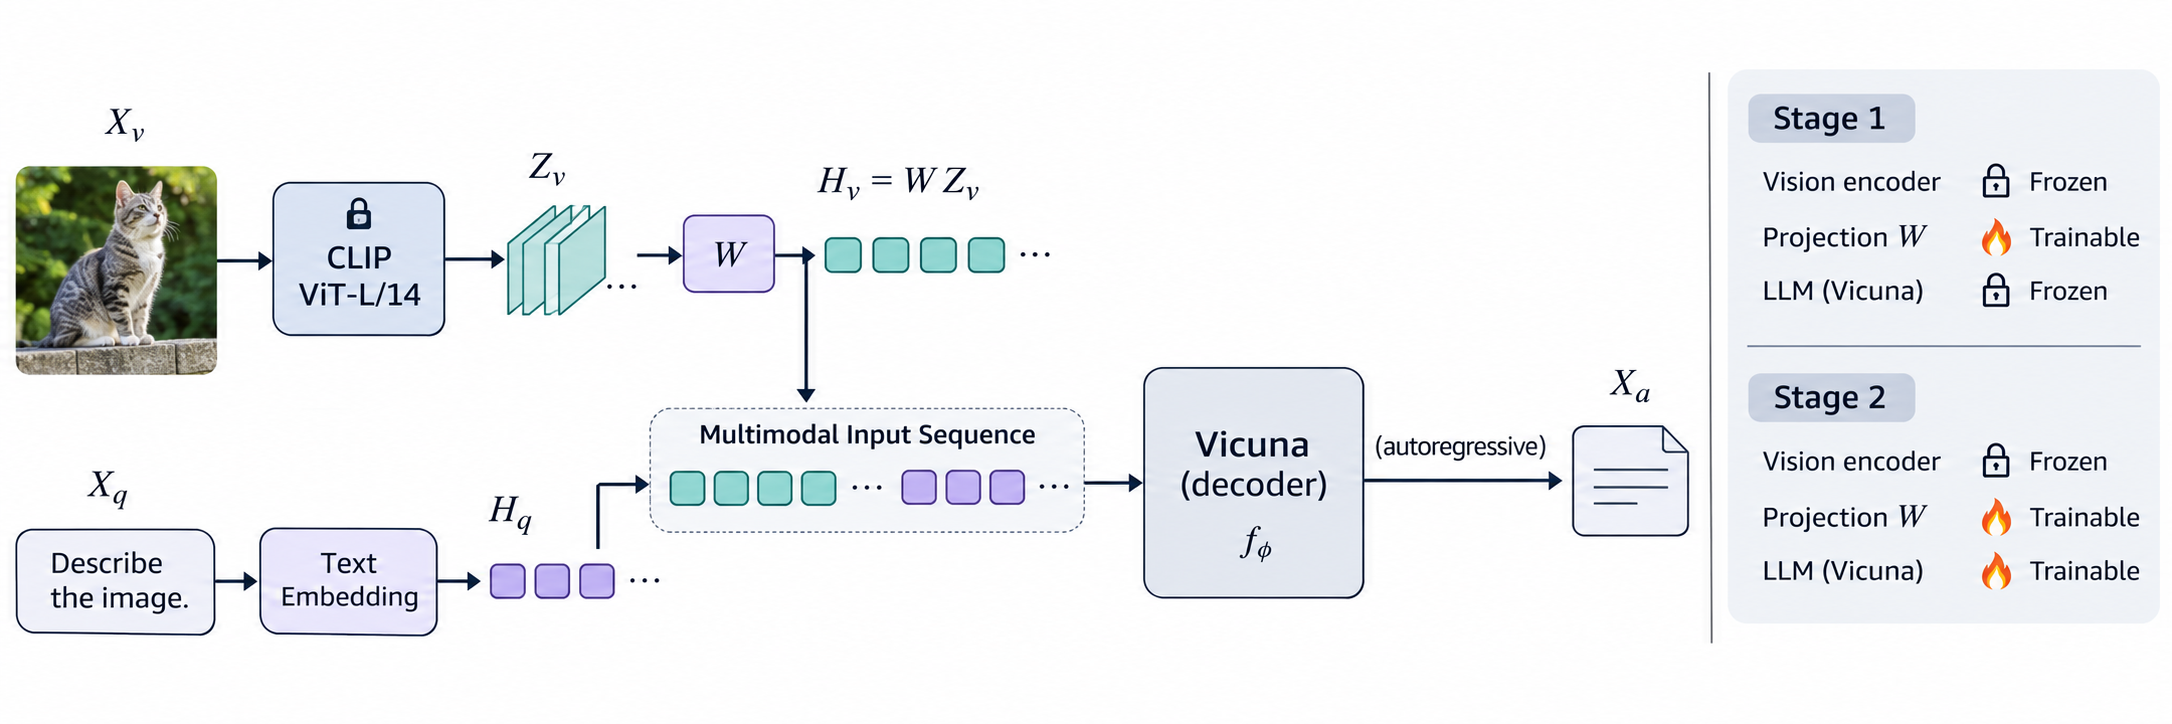 X_v
CLIP
ViT-L/14
Z_v
W
H_v = W Z_v
...
X_q
Describe
the image.
Text
Embedding
H_q
...
Multimodal Input Sequence
... ...
Vicuna
(decoder)
f_ϕ
(autoregressive)
X_a
Stage 1
Vision encoder Frozen
Projection W Trainable
LLM (Vicuna) Frozen
Stage 2
Vision encoder Frozen
Projection W Trainable
LLM (Vicuna) Trainable